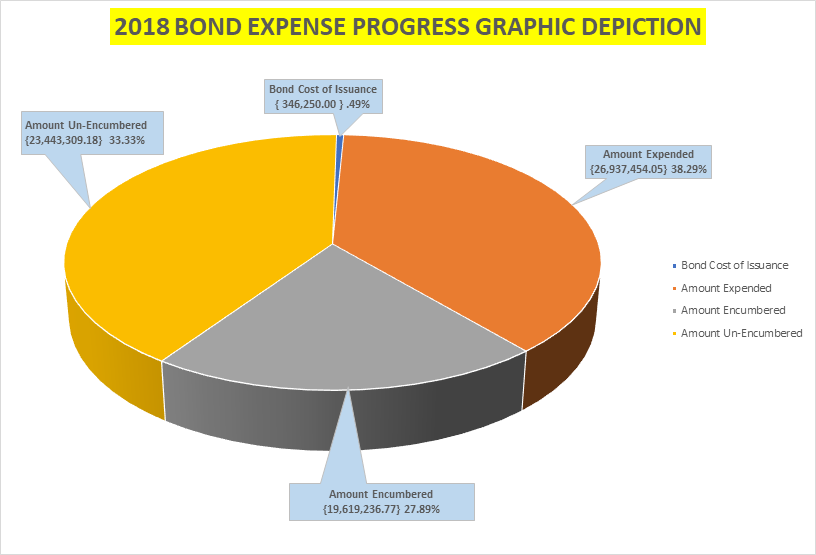 2018 BOND EXPENSE PROGRESS GRAPHIC DEPICTION
Bond Cost of Issuance
{ 346,250.00 } .49%
Amount Un-Encumbered
{23,443,309.18} 33.33%
Amount Expended
{26,937,454.05} 38.29%
Bond Cost of Issuance
Amount Expended
Amount Encumbered
Amount Un-Encumbered
Amount Encumbered
{19,619,236.77} 27.89%